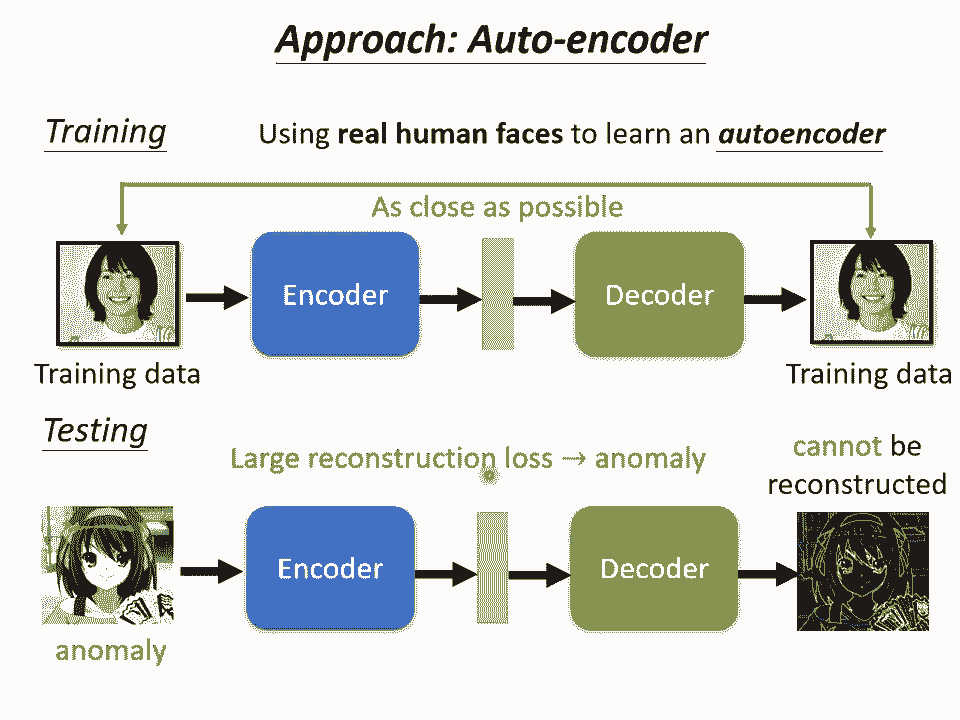 Approach: Auto-encoder
Training
Using real human faces to learn an autoencoder
As close as possible
Encoder
Decoder
Training data
Training data
Testing
Large reconstruction loss → anomaly
cannot be
reconstructed
Encoder
Decoder
anomaly